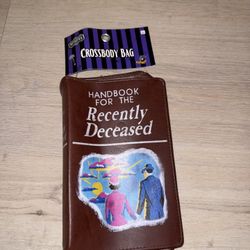 CROSSBODY BAG
HANDBOOK
FOR THE
Recently
Deceased